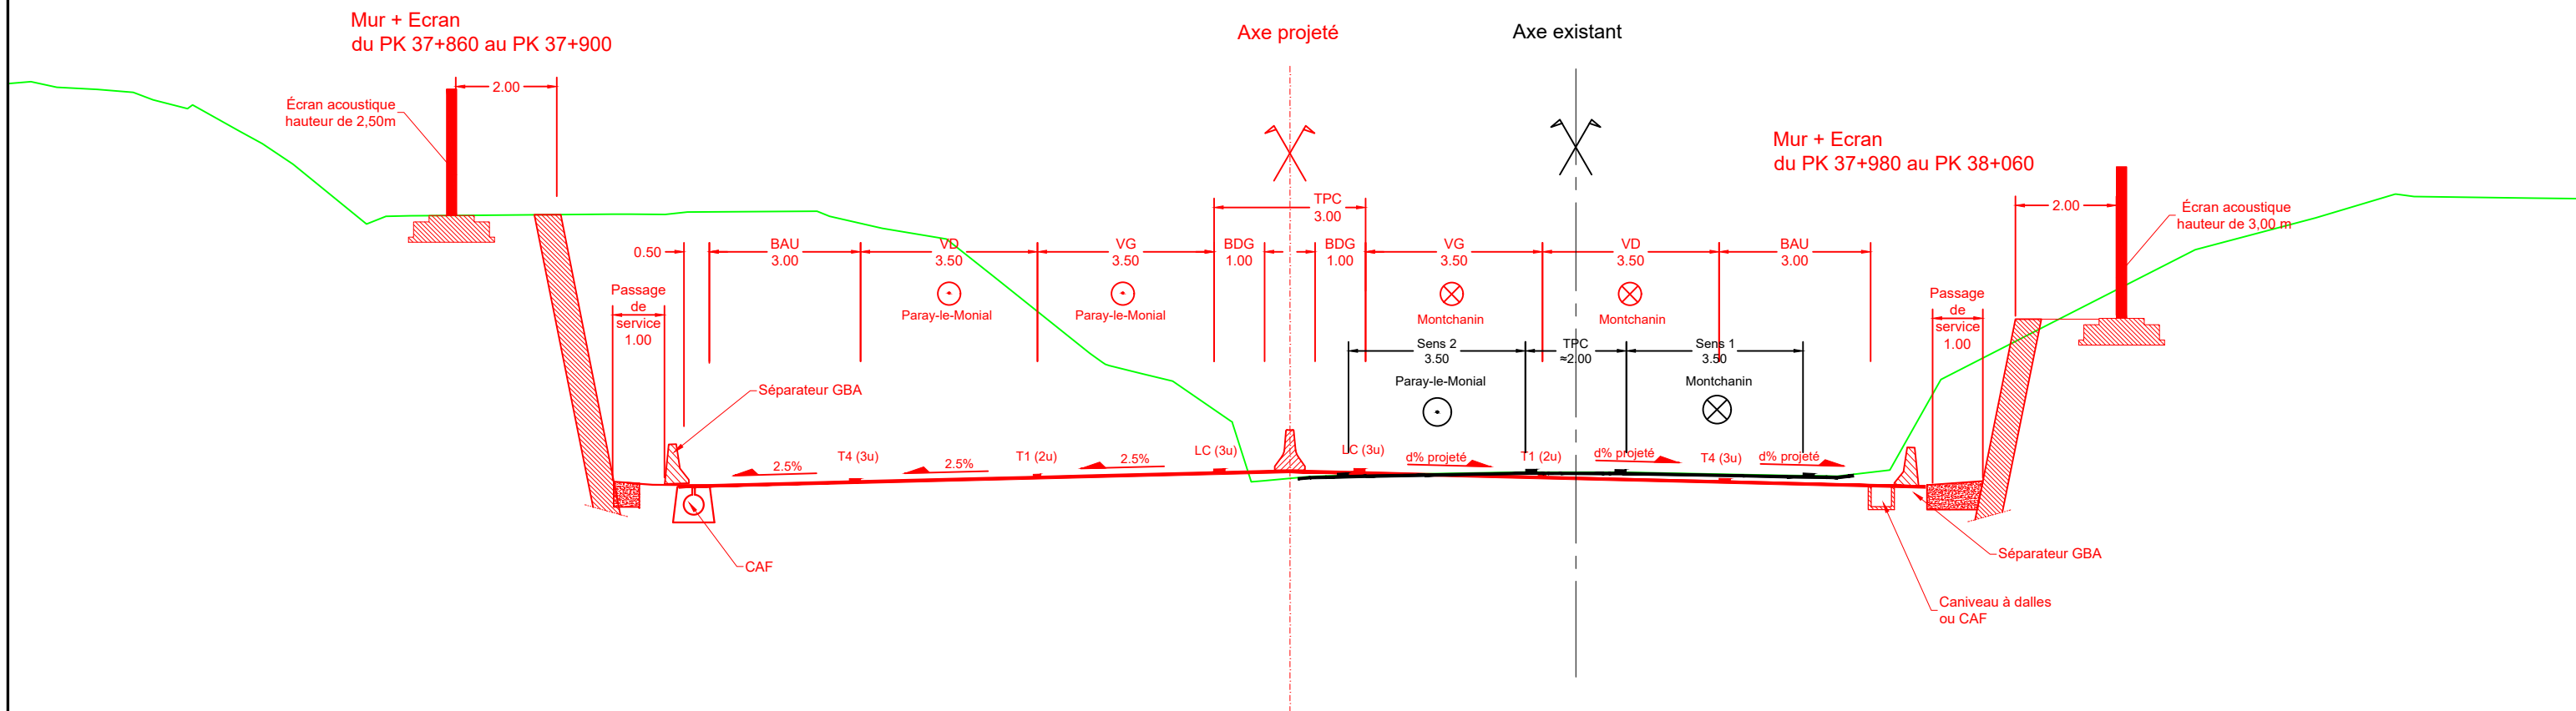 Mur + Ecran
du PK 37+860 au PK 37+900
Axe projeté
Axe existant
2.00
Écran acoustique
hauteur de 2,50m
Mur + Ecran
du PK 37+980 au PK 38+060
TPC
3.00
2.00
Écran acoustique
hauteur de 3,00 m
0.50
BAU
3.00
VD
3.50
VG
3.50
BDG
1.00
BDG
1.00
VG
3.50
VD
3.50
BAU
3.00
Passage
de
service
1.00
Paray-le-Monial
Paray-le-Monial
Montchanin
Montchanin
Passage
de
service
1.00
Sens 2
3.50
TPC
≈2.00
Sens 1
3.50
Paray-le-Monial
Montchanin
Séparateur GBA
2.5%
T4 (3u)
2.5%
T1 (2u)
2.5%
LC (3u)
LC (3u)
d% projeté
T1 (2u)
d% projeté
T4 (3u)
d% projeté
CAF
Séparateur GBA
Caniveau à dalles
ou CAF